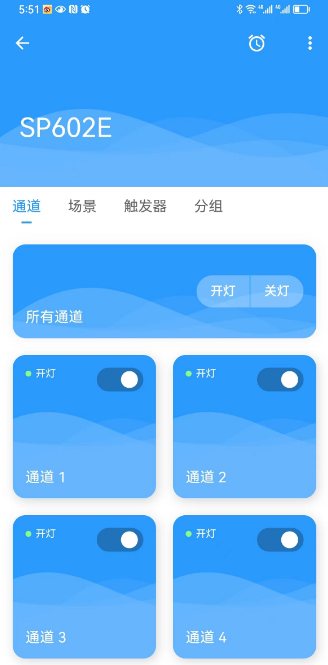 5:51
SP602E
通道 场景 触发器 分组
开灯 关灯
所有通道
开灯 开灯
通道 1 通道 2
开灯 开灯
通道 3 通道 4